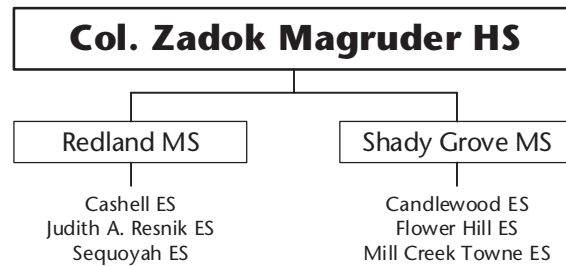 Col. Zadok Magruder HS
Redland MS
Cashell ES
Judith A. Resnik ES
Sequoyah ES
Shady Grove MS
Candlewood ES
Flower Hill ES
Mill Creek Towne ES